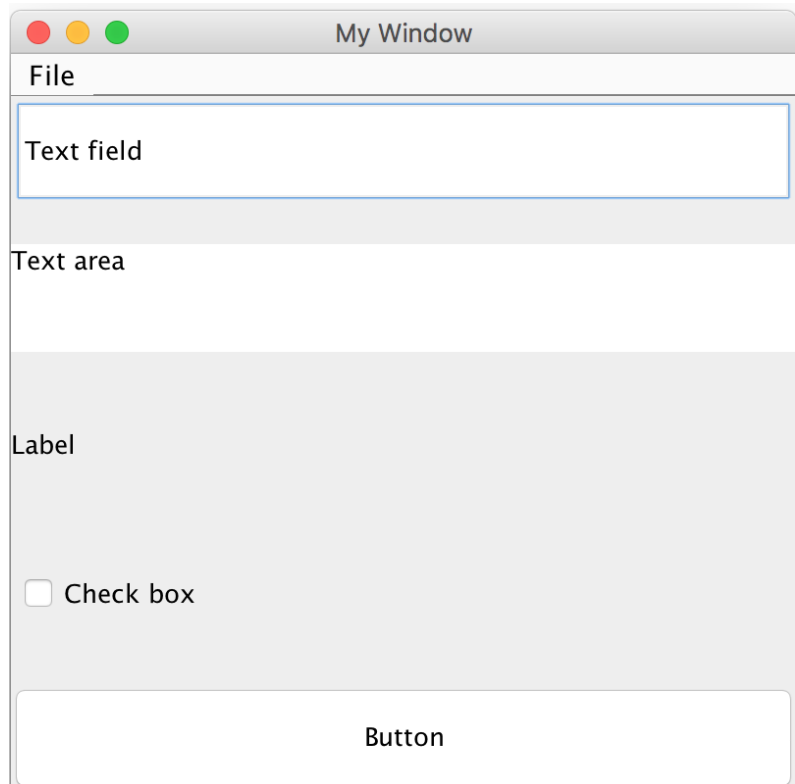 My Window
File
Text field
Text area
Label
Check box
Button